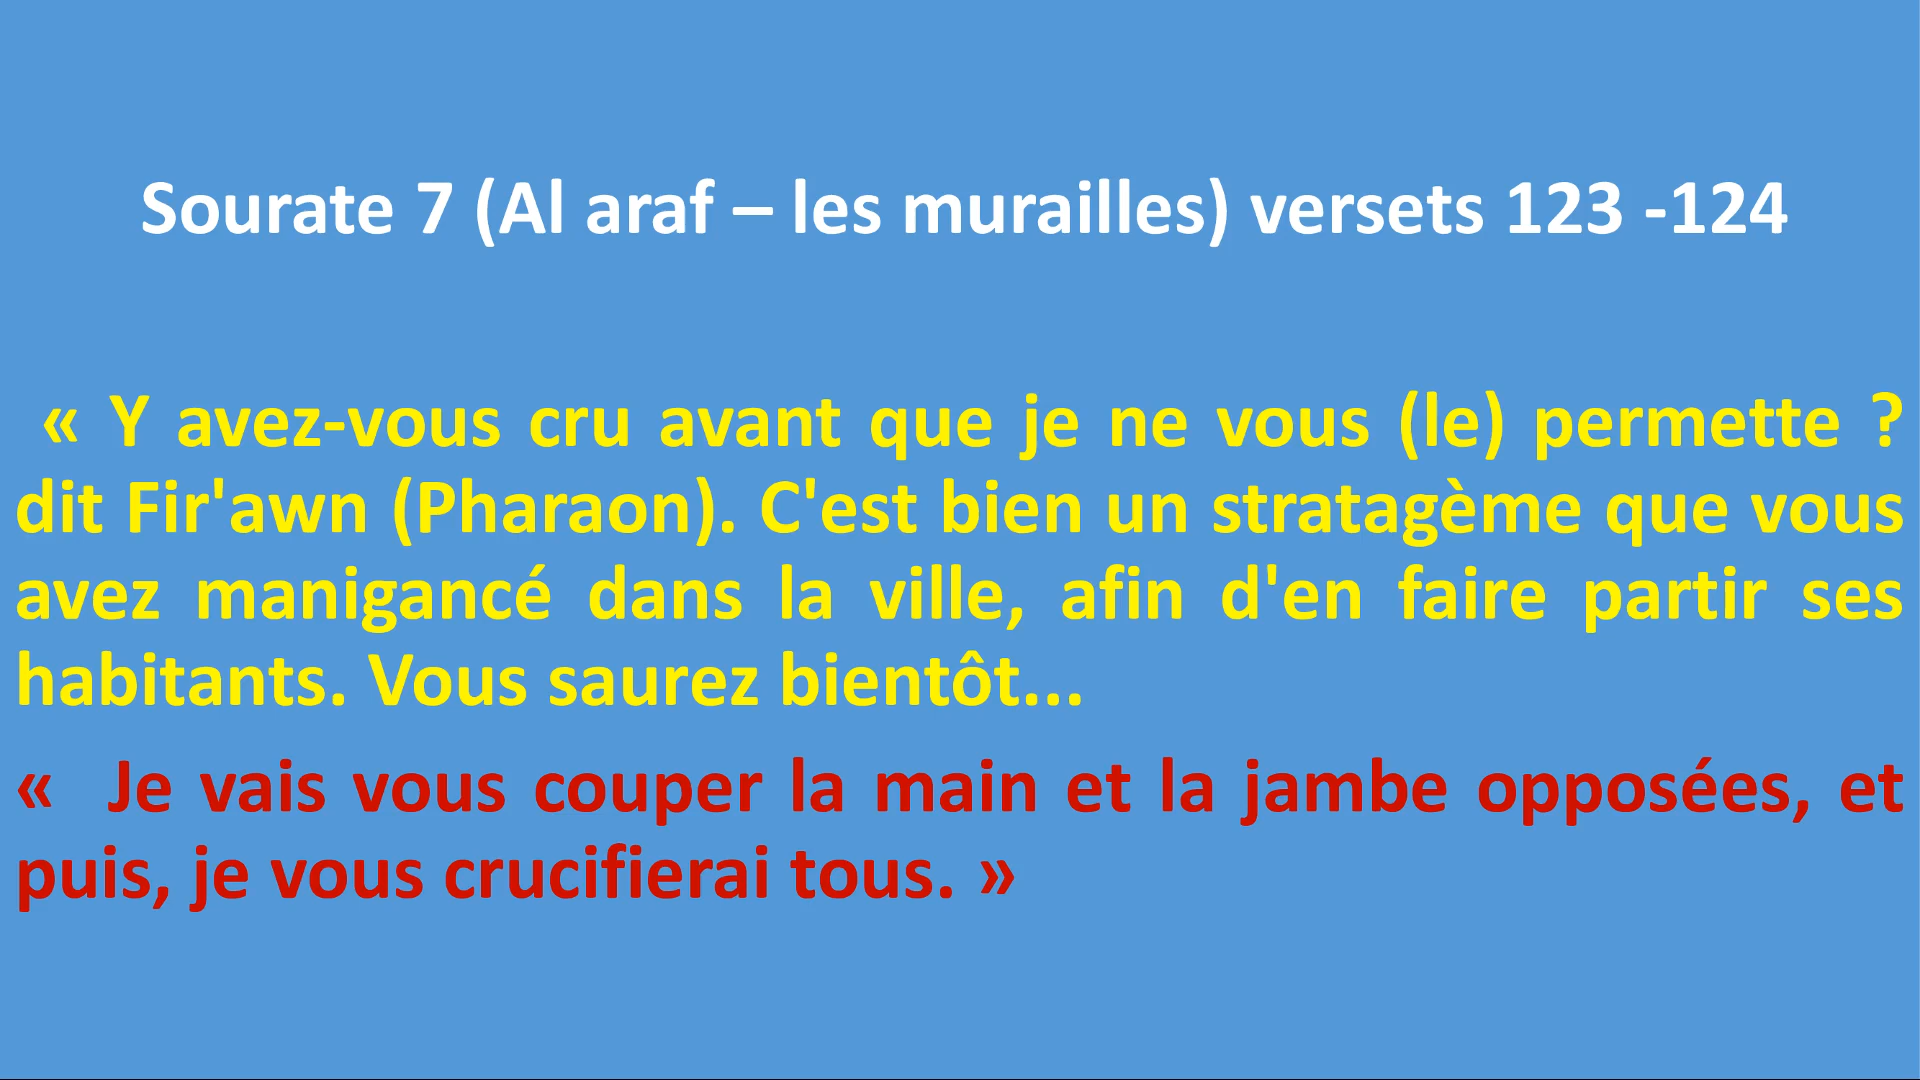 Sourate 7 (Al araf – les murailles) versets 123 -124
« Y avez-vous cru avant que je ne vous (le) permette ?
dit Fir'awn (Pharaon). C'est bien un stratagème que vous
avez manigancé dans la ville, afin d'en faire partir ses
habitants. Vous saurez bientôt...
« Je vais vous couper la main et la jambe opposées, et
puis, je vous crucifierai tous. »